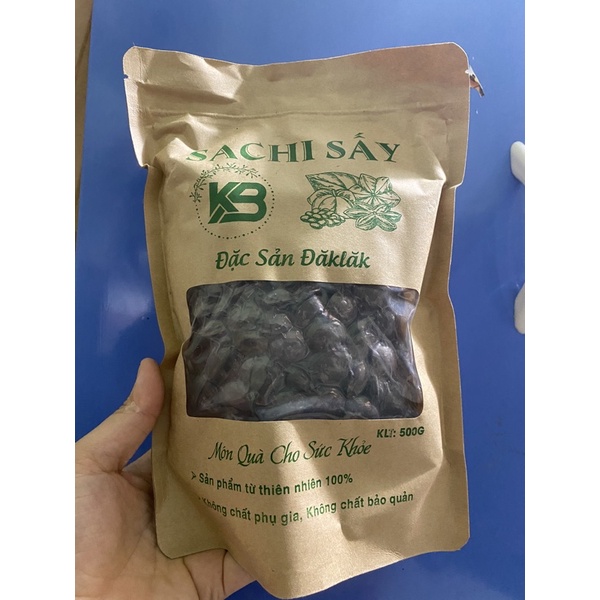 SACHI SẤY
KB
Đặc Sản Đăklăk
KLT: 500G
Món Quà Cho Sức Khỏe
➢ Sản phẩm từ thiên nhiên 100%
Không chất phụ gia, Không chất bảo quản